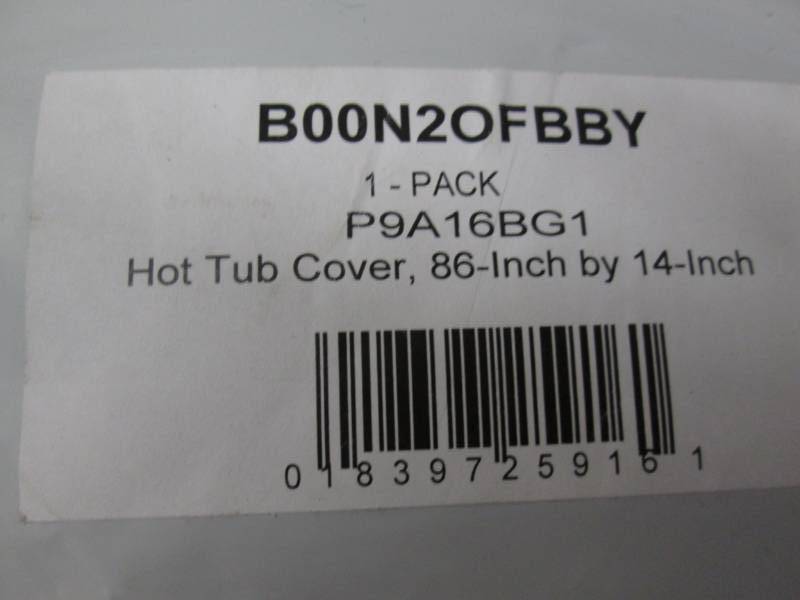 B00N2OFBBY
1 - PACK
P9A16BG1
Hot Tub Cover, 86-Inch by 14-Inch
0 18397 25916 1